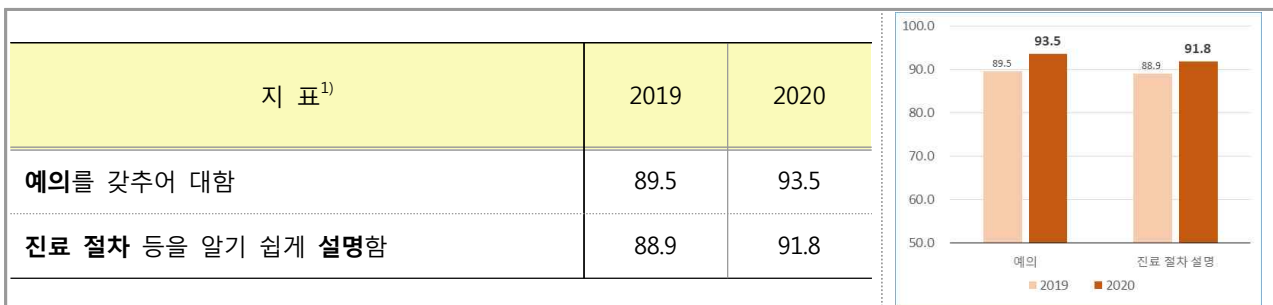 지 표1) 2019 2020
예의를 갖추어 대함 89.5 93.5
진료 절차 등을 알기 쉽게 설명함 88.9 91.8
100.0
90.0
80.0
70.0
60.0
50.0
89.5 93.5 88.9 91.8
예의 진료 절차 설명
2019 2020